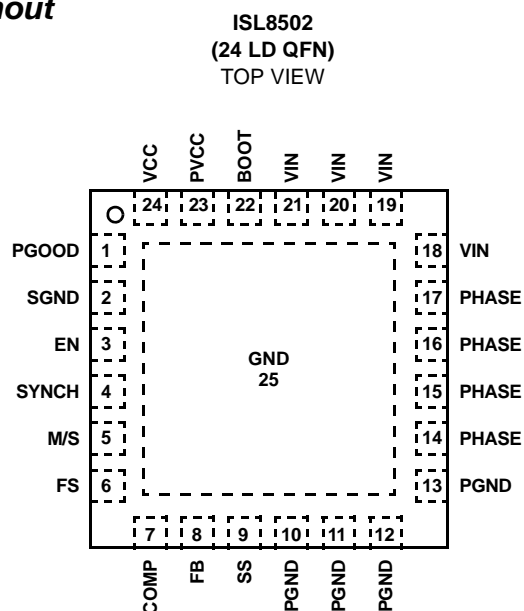 nout
ISL8502
(24 LD QFN)
TOP VIEW
VCC PVCC BOOT VIN VIN VIN
24 23 22 21 20 19
PGOOD 1 18 VIN
SGND 2 17 PHASE
EN 3 16 PHASE
GND
25
SYNCH 4 15 PHASE
M/S 5 14 PHASE
FS 6 13 PGND
7 8 9 10 11 12
COMP FB SS PGND PGND PGND